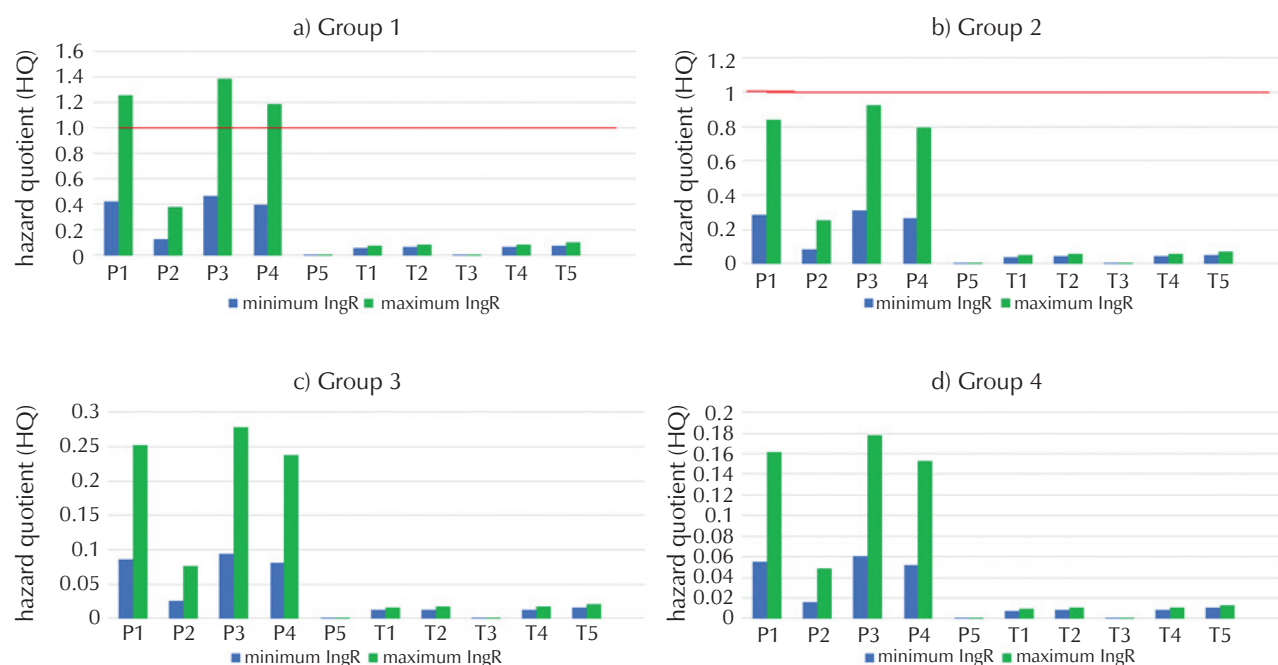 a) Group 1
hazard quotient (HQ)
1.6
1.4
1.2
1.0
0.8
0.6
0.4
0.2
0
P1 P2 P3 P4 P5 T1 T2 T3 T4 T5
minimum IngR maximum IngR
b) Group 2
hazard quotient (HQ)
1.2
1
0.8
0.6
0.4
0.2
0
P1 P2 P3 P4 P5 T1 T2 T3 T4 T5
minimum IngR maximum IngR
c) Group 3
hazard quotient (HQ)
0.3
0.25
0.2
0.15
0.1
0.05
0
P1 P2 P3 P4 P5 T1 T2 T3 T4 T5
minimum IngR maximum IngR
d) Group 4
hazard quotient (HQ)
0.2
0.18
0.16
0.14
0.12
0.1
0.08
0.06
0.04
0.02
0
P1 P2 P3 P4 P5 T1 T2 T3 T4 T5
minimum IngR maximum IngR